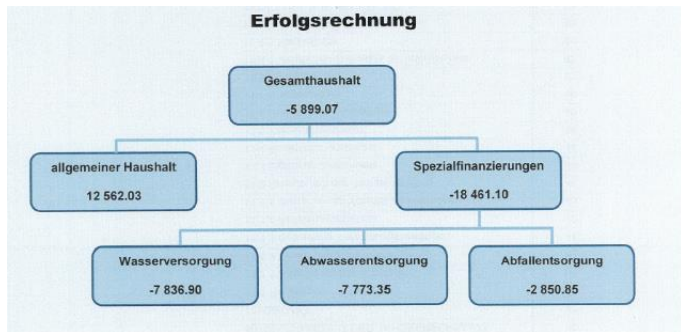 Erfolgsrechnung
Gesamthaushalt
-5 899.07
allgemeiner Haushalt
12 562.03
Spezialfinanzierungen
-18 461.10
Wasserversorgung
-7 836.90
Abwasserentsorgung
-7 773.35
Abfallentsorgung
-2 850.85